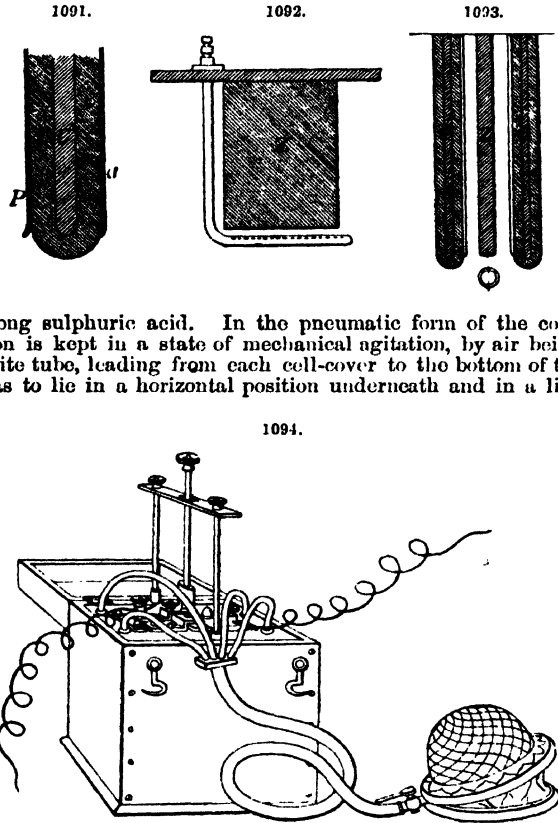 1091.
1092.
1093.
P
ong sulphuric acid. In the pneumatic form of the co
on is kept in a state of mechanical agitation, by air bei
ite tube, leading from each cell-cover to the bottom of t
as to lie in a horizontal position underneath and in a li
1094.